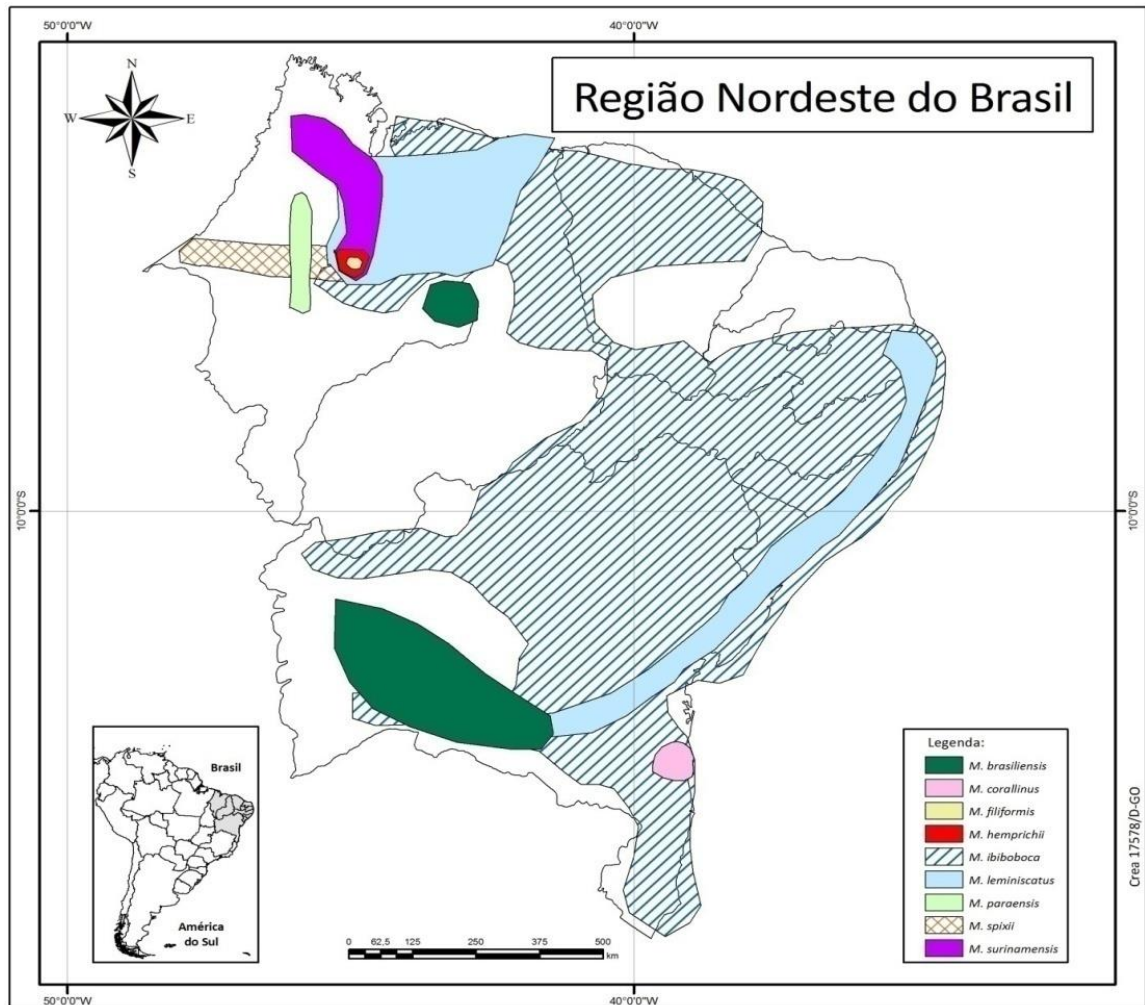 50°0'0"W
40°0'0"W
N
W
E
S
Região Nordeste do Brasil
10°0'0"S
10°0'0"S
Brasil
América
do Sul
0 62,5 125 250 375 500
km
Legenda:
M. brasiliensis
M. corallinus
M. filiformis
M. hemprichii
M. ibiboboca
M. leminiscatus
M. paraensis
M. spixii
M. surinamensis
Crea 17578/D-GO
50°0'0"W
40°0'0"W